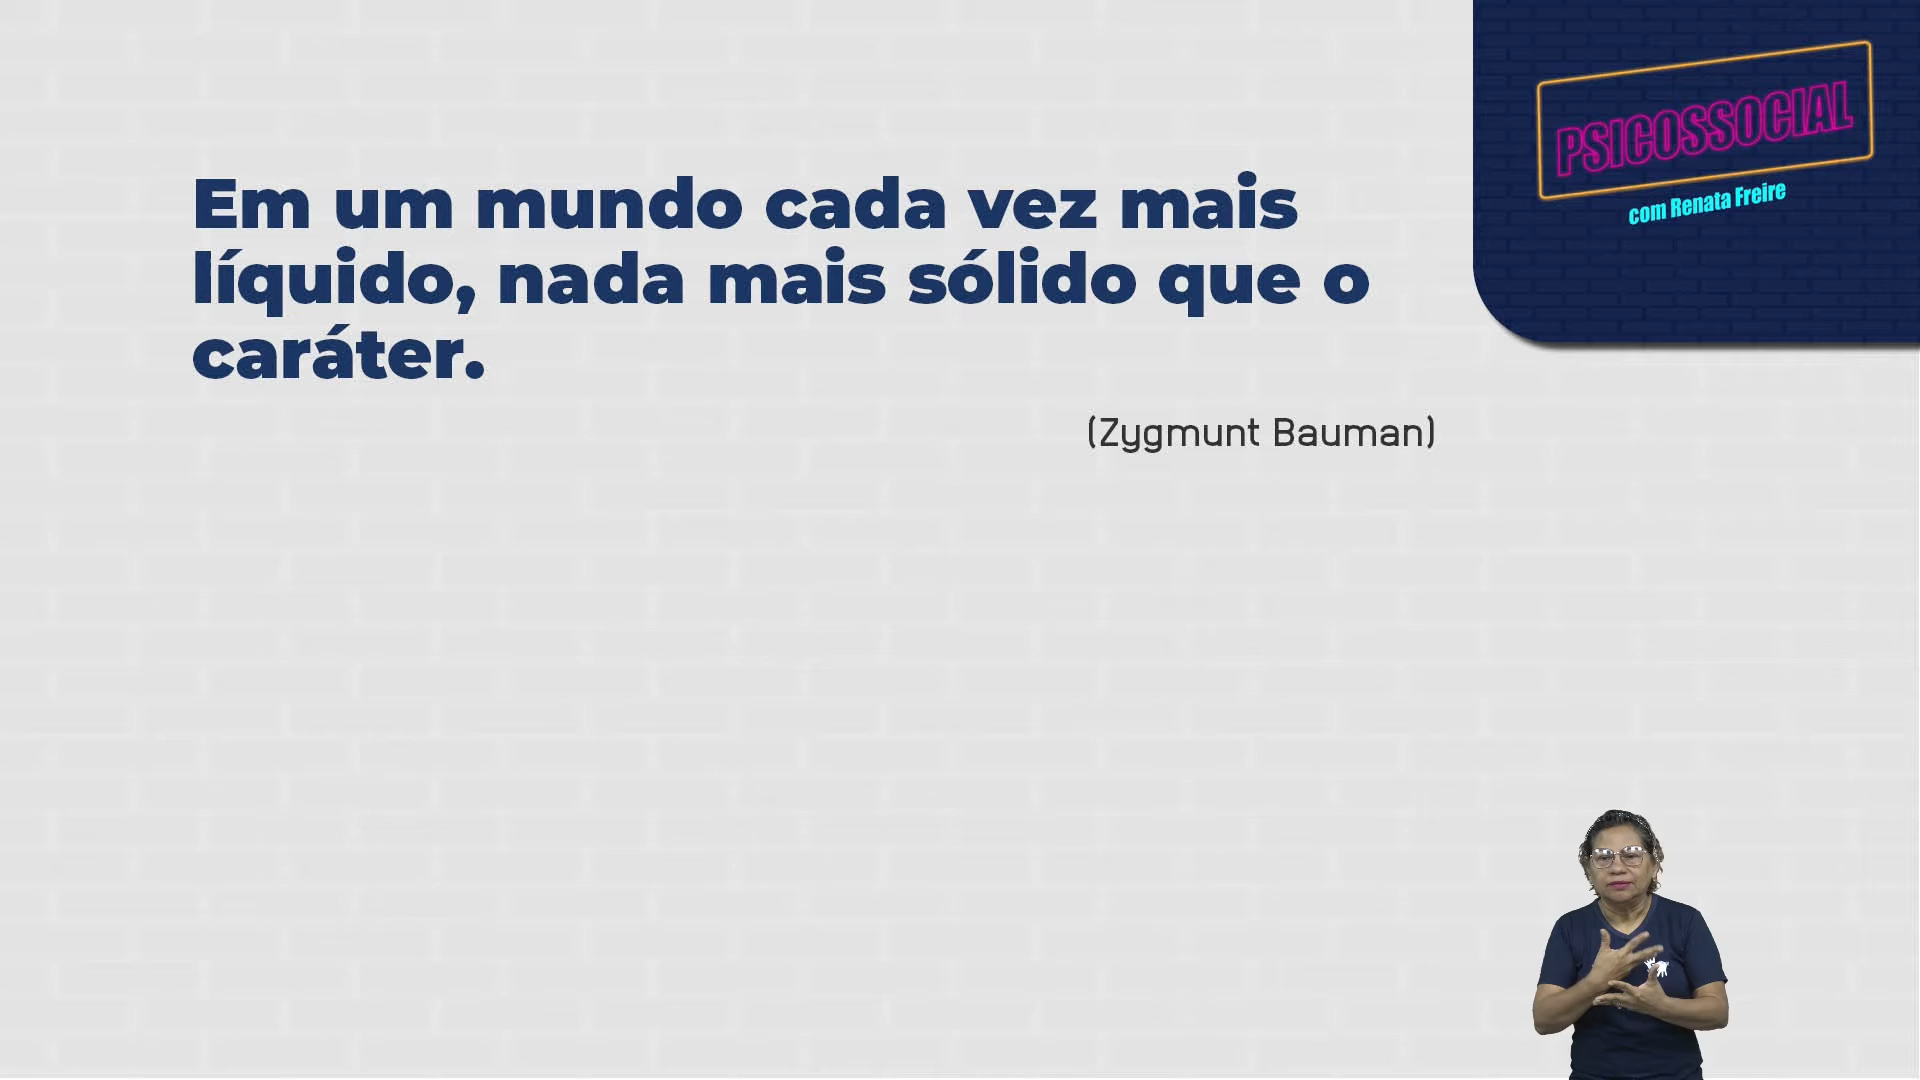 Em um mundo cada vez mais
líquido, nada mais sólido que o
caráter.
(Zygmunt Bauman)
PSICOSSOCIAL
com Renata Freire